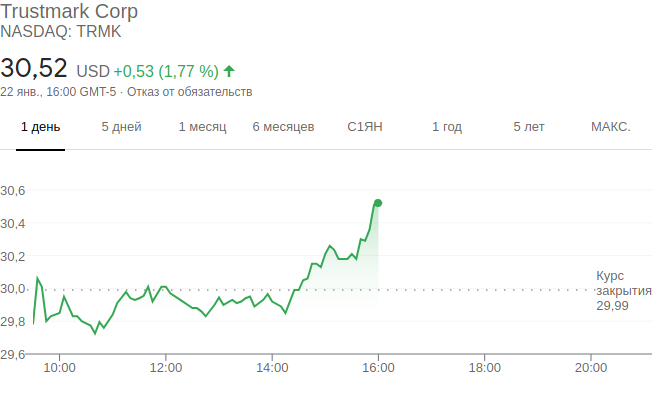 Trustmark Corp
NASDAQ: TRMK
30,52 USD +0,53 (1,77 %)
22 янв., 16:00 GMT-5 · Отказ от обязательств
1 день 5 дней 1 месяц 6 месяцев С1ЯН 1 год 5 лет МАКС.
30,6
30,4
30,2
30,0
29,8
29,6
Курс
закрытия
29,99
10:00 12:00 14:00 16:00 18:00 20:00